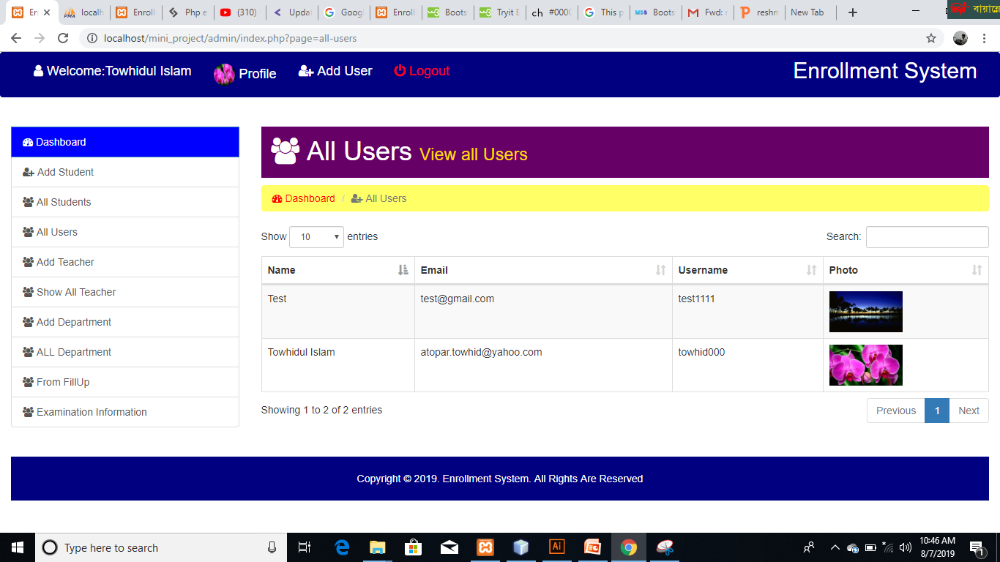 En
localh
Enroll
Php e
(310)
Updat
Goog
Enroll
Boots
Tryit E
ch #000
This p
Boots
Fwd:
reshm
New Tab
বায়ান্নে
localhost/mini_project/admin/index.php?page=all-users
Welcome:Towhidul Islam
Profile
Add User
Logout
Enrollment System
Dashboard
Add Student
All Students
All Users
Add Teacher
Show All Teacher
Add Department
ALL Department
From FillUp
Examination Information
All Users View all Users
Dashboard / All Users
Show 10 entries
Search:
Name Email Username Photo
Test test@gmail.com test1111
Towhidul Islam atopar.towhid@yahoo.com towhid000
Showing 1 to 2 of 2 entries
Previous 1 Next
Copyright © 2019. Enrollment System. All Rights Are Reserved
Type here to search
Ai
10:46 AM
8/7/2019
1